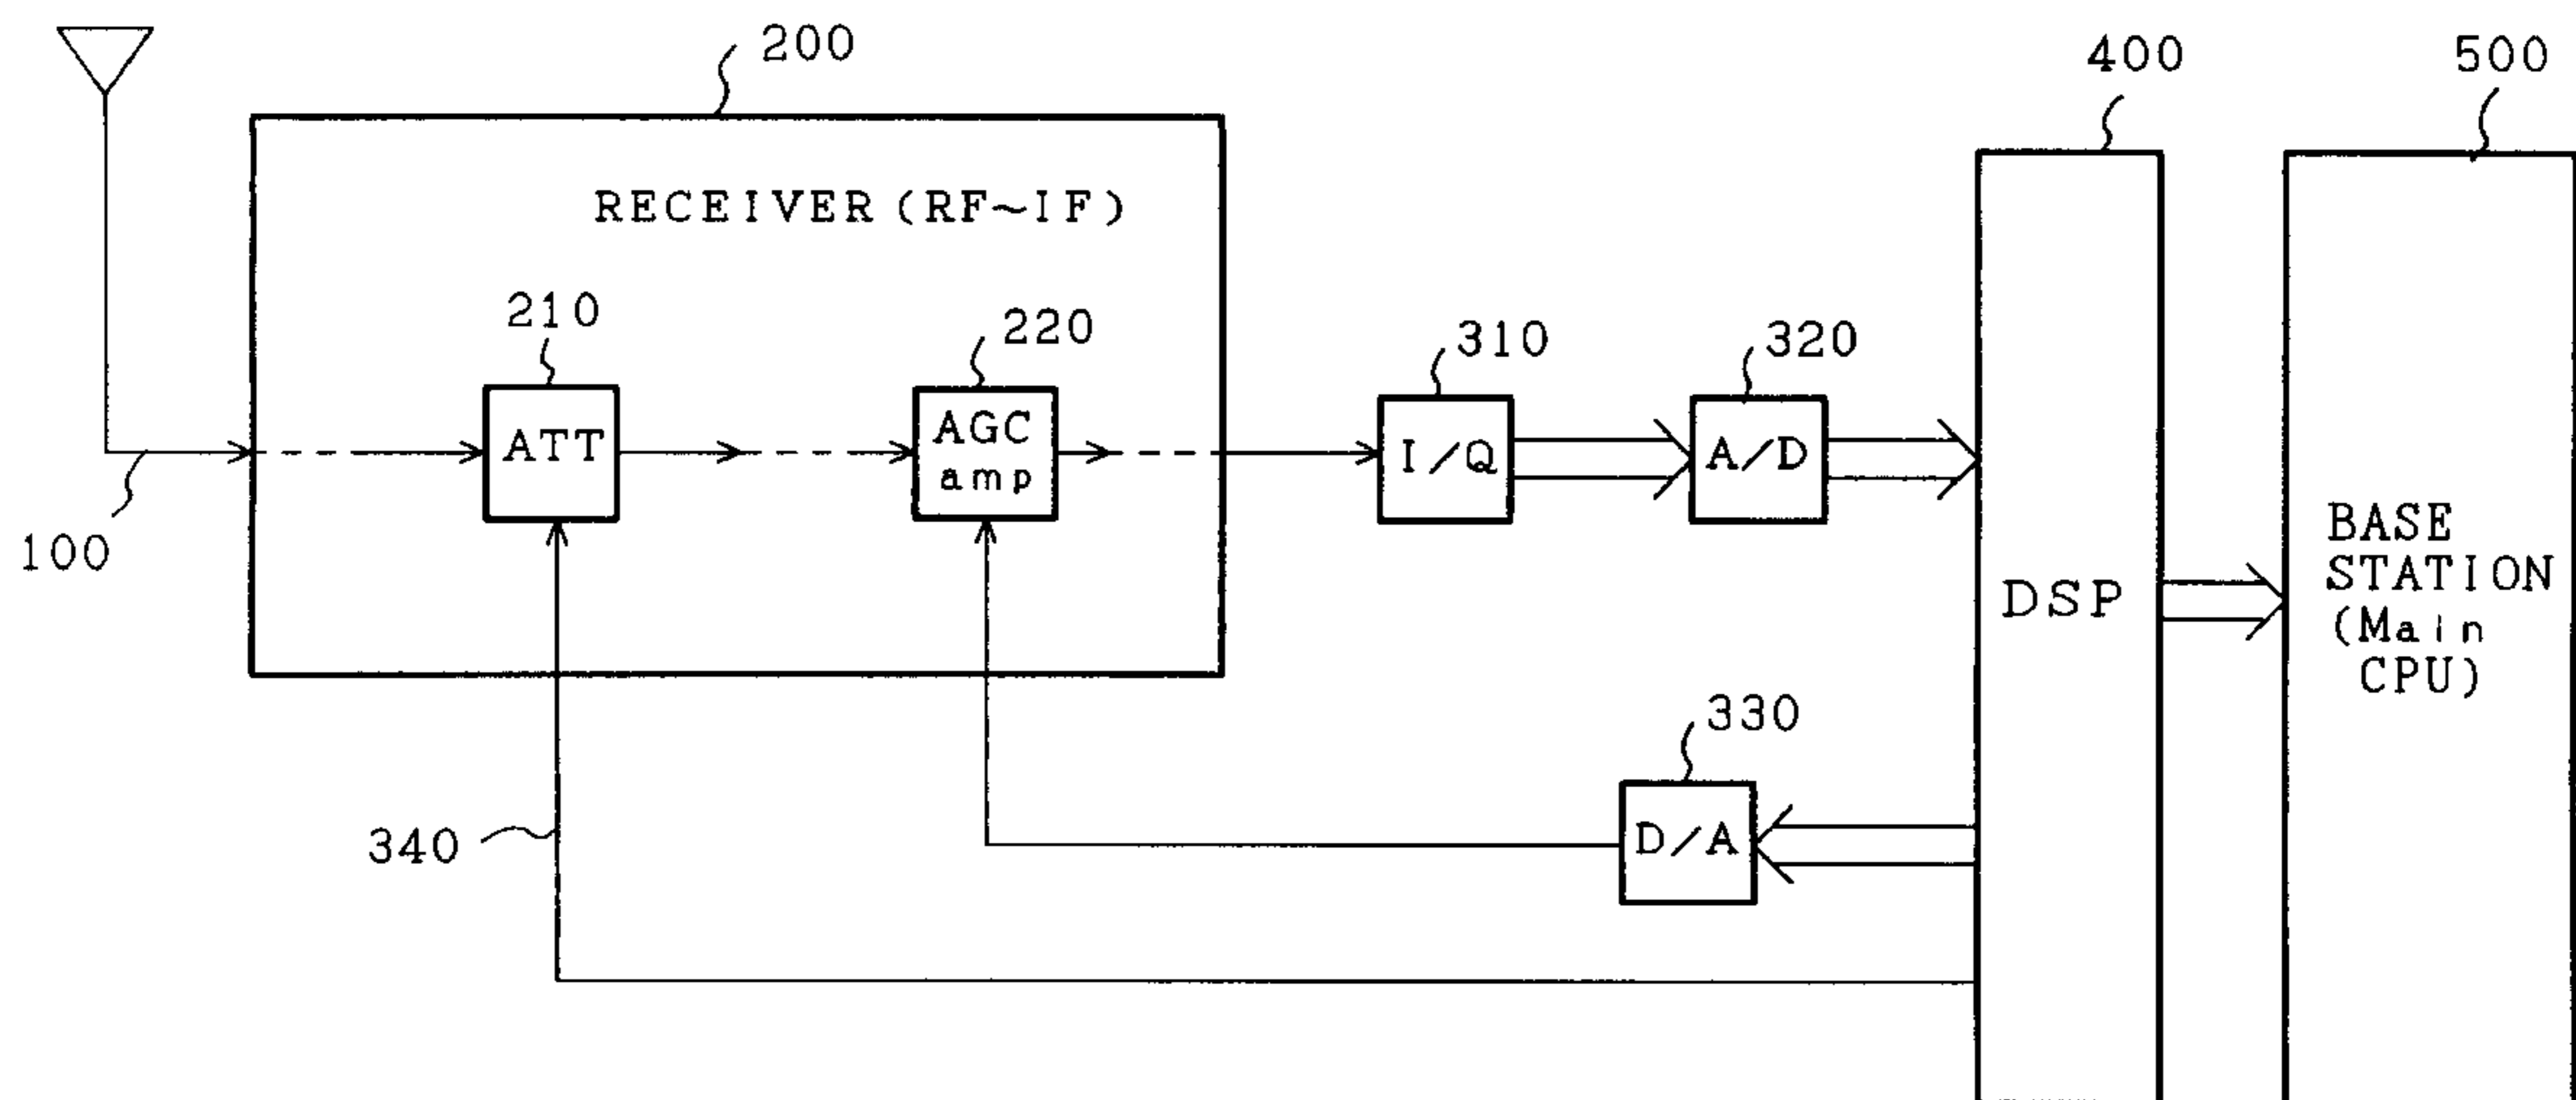 200
400
500
RECEIVER (RF~IF)
210
220
310
320
ATT
AGC
amp
I/Q
A/D
100
DSP
BASE
STATION
(Main
CPU)
330
340
D/A